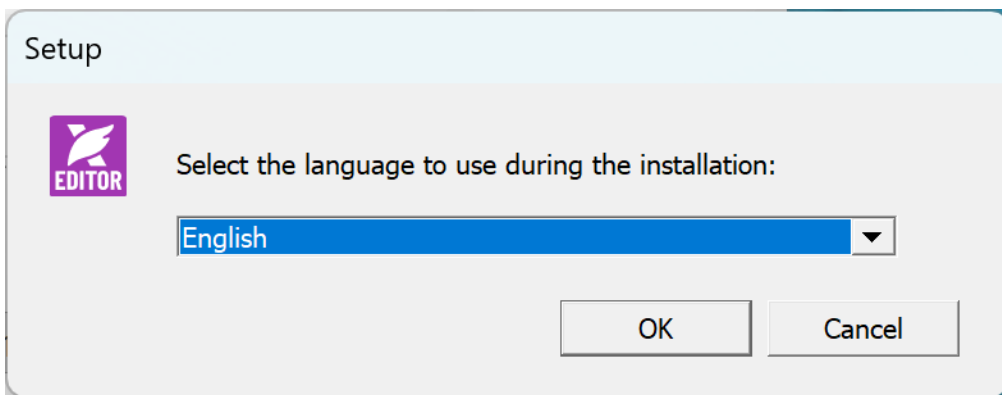 Setup
EDITOR
Select the language to use during the installation:
English
OK
Cancel